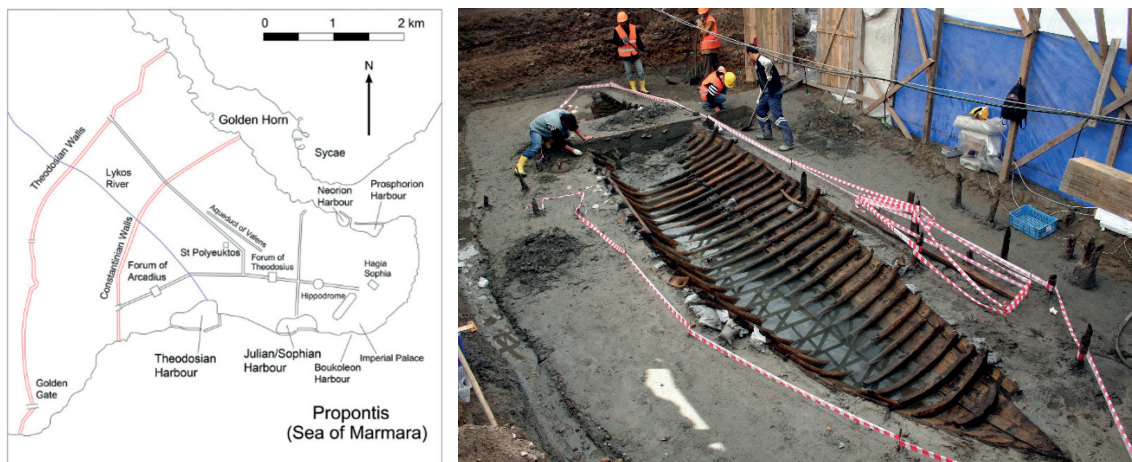 0
1
2 km
N
Golden Horn
Sycae
Theodosian Walls
Lykos
River
Constantinian Walls
Neorion
Harbour
Prosphorion
Harbour
Aqueduct of Valens
St Polyeuktos
Forum of
Theodosius
Forum of
Arcadius
Hagia
Sophia
Hippodrome
Theodosian
Harbour
Julian/Sophian
Harbour
Boukoleon
Harbour
Imperial Palace
Golden
Gate
Propontis
(Sea of Marmara)